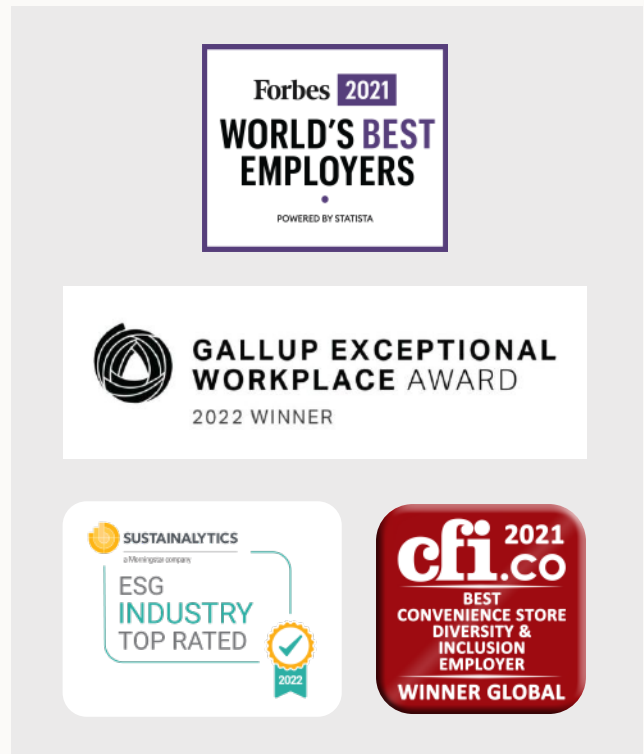 Forbes 2021
WORLD'S BEST
EMPLOYERS
POWERED BY STATISTA
GALLUP EXCEPTIONAL
WORKPLACE AWARD
2022 WINNER
SUSTAINALYTICS
a Morningstar company
ESG
INDUSTRY
TOP RATED
2022
cfi.co 2021
BEST
CONVENIENCE STORE
DIVERSITY &
INCLUSION
EMPLOYER
WINNER GLOBAL